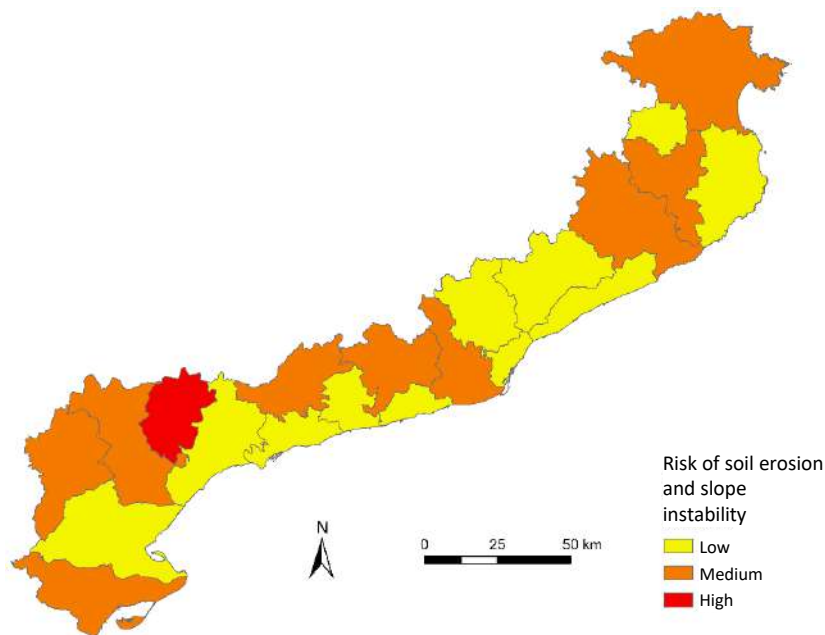 Risk of soil erosion
and slope
instability
N
0 25 50 km
Low
Medium
High